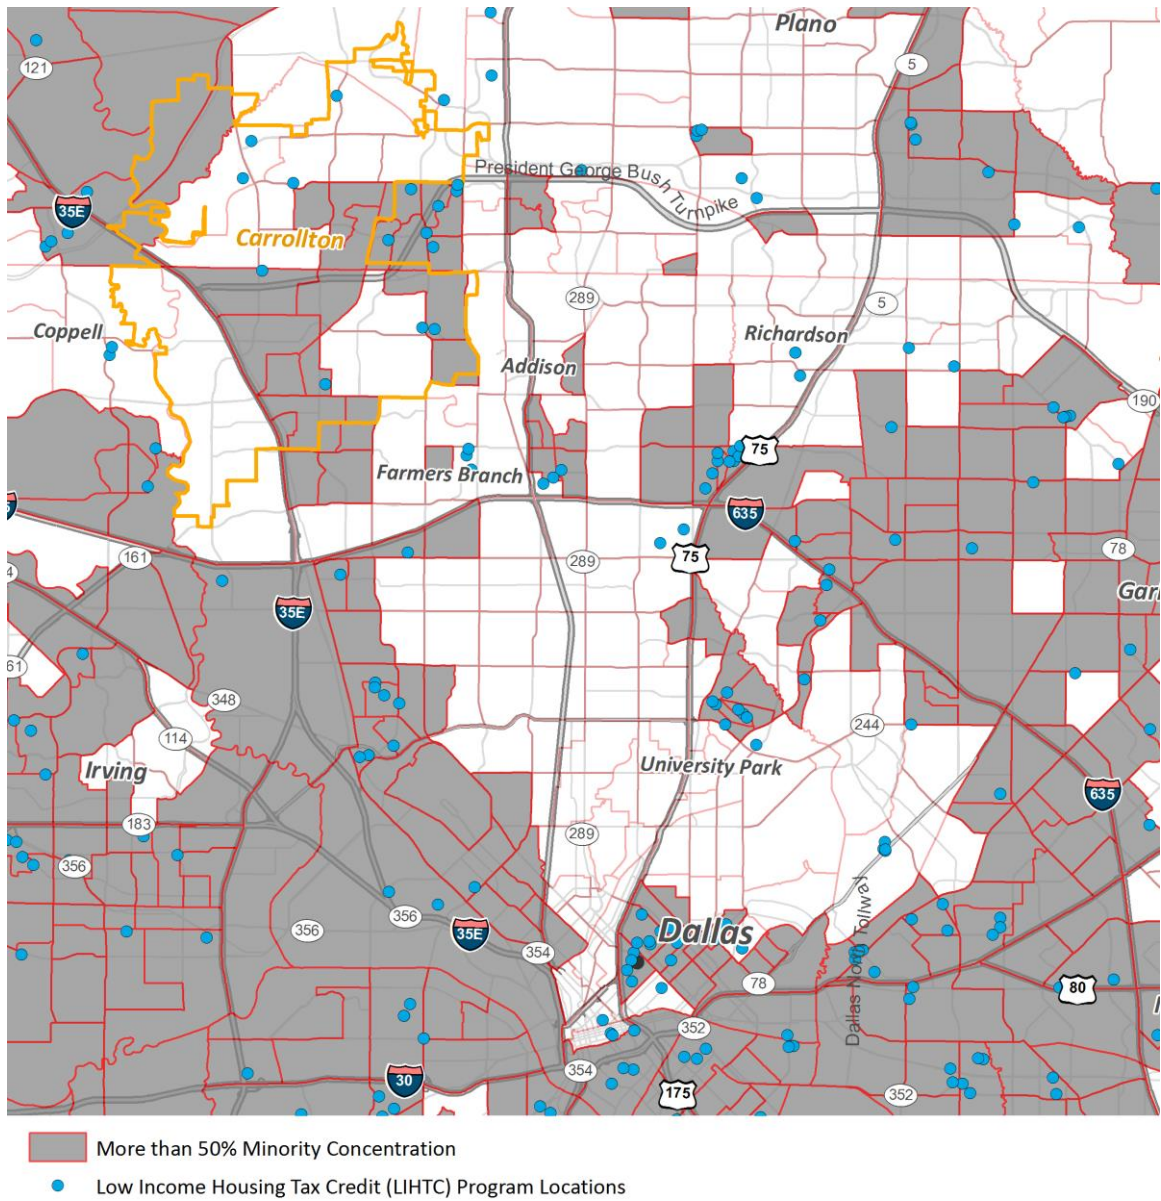 Plano
121
5
President George Bush Turnpike
35E
Carrollton
289
5
Coppell
Richardson
Addison
190
75
Farmers Branch
635
161
289
75
78
35E
61
348
244
114
Irving
University Park
635
183
289
356
356
356
35E
Dallas
354
Dallas North Tollway
78
80
352
354
30
175
352
More than 50% Minority Concentration
Low Income Housing Tax Credit (LIHTC) Program Locations